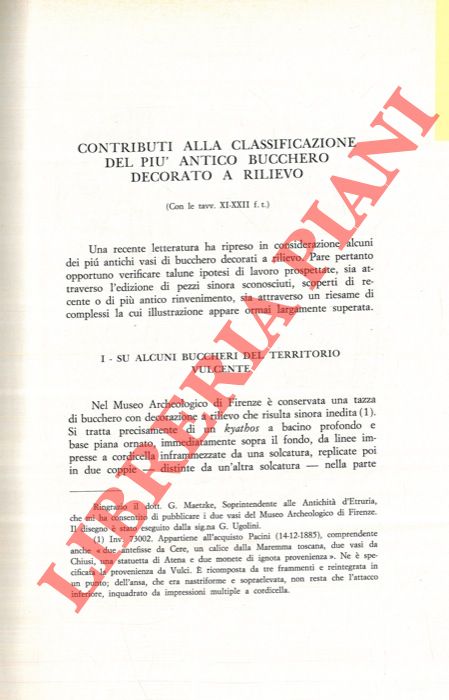 CONTRIBUTI ALLA CLASSIFICAZIONE
DEL PIU' ANTICO BUCCHERO
DECORATO A RILIEVO
(Con le tavv. XI-XXII f. t.)
Una recente letteratura ha ripreso in considerazione alcuni
dei piú antichi vasi di bucchero decorati a rilievo. Pare pertanto
opportuno verificare talune ipotesi di lavoro prospettate, sia at-
traverso l'edizione di pezzi sinora sconosciuti, scoperti di re-
cente o di più antico rinvenimento, sia attraverso un riesame di
complessi la cui illustrazione appare ormai largamente superata.
I - SU ALCUNI BUCCHERI DEL TERRITORIO
VULCENTE
Nel Museo Archeologico di Firenze è conservata una tazza
di bucchero con decorazione a rilievo che risulta sinora inedita (1).
Si tratta precisamente di un kyathos a bacino profondo e
base piana ornato, immediatamente sopra il fondo, da linee im-
presse a cordicella inframmezzate da una solcatura, replicate poi
in due coppie — distinte da un'altra solcatura — nella parte
Ringrazio il dott. G. Maetzke, Soprintendente alle Antichità d'Etruria,
che mi ha consentito di pubblicare i due vasi del Museo Archeologico di Firenze.
Il disegno è stato eseguito dalla sig.na G. Ugolini.
(1) Inv. 73002. Appartiene all'acquisto Pacini (14-12-1885), comprendente
anche « due antefisse da Cere, un calice dalla Maremma toscana, due vasi da
Chiusi, una statuetta di Atena e due monete di ignota provenienza ». Ne è spe-
cificata la provenienza da Vulci. È ricomposta da tre frammenti e reintegrata in
un punto; dell'ansa, che era nastriforme e sopraelevata, non resta che l'attacco
inferiore, inquadrato da impressioni multiple a cordicella.
LIBRERIA PIANI